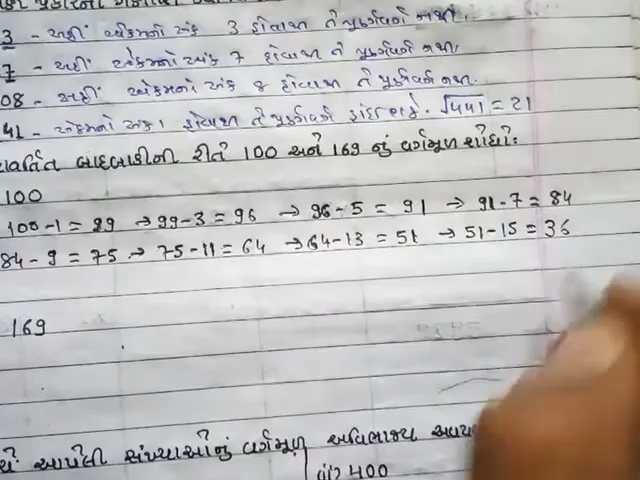 3 - અહીં એકમનો અંક 3 હોવાથી તે પૂર્ણવર્ગ નથી.
7 - અહીં એકમનો અંક 7 હોવાથી તે પૂર્ણવર્ગ નથી.
08 - અહીં એકમનો અંક 8 હોવાથી તે પૂર્ણવર્ગ નથી.
41 - એકમનો અંક 1 હોવાથી તે પૂર્ણવર્ગ હોઈ શકે. √441 = 21
બાદબાકીની રીતે 100 અને 169 નું વર્ગમૂળ શોધો:
100
100-1 = 99 → 99-3 = 96 → 96-5 = 91 → 91-7 = 84
84-9 = 75 → 75-11 = 64 → 64-13 = 51 → 51-15 = 36
169
આપેલી સંખ્યાઓનું વર્ગમૂળ અવિભાજ્ય
400